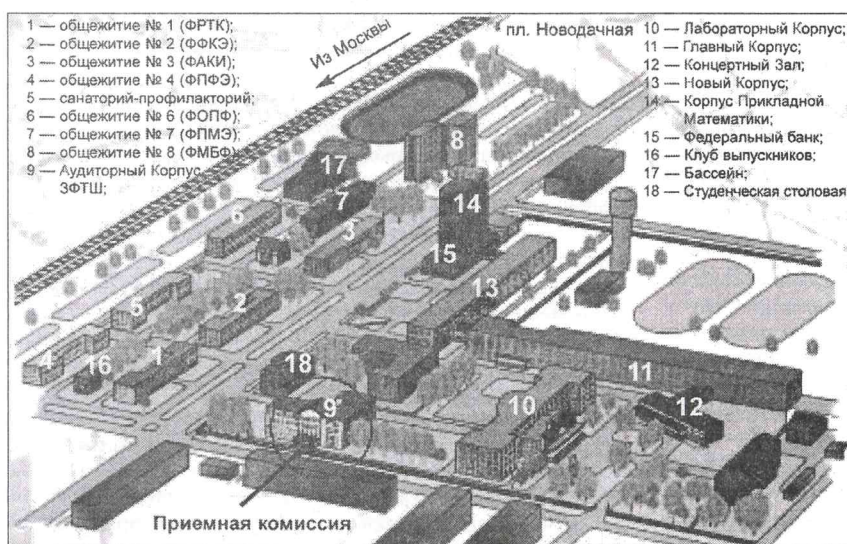 1 — общежитие № 1 (ФРТК);
2 — общежитие № 2 (ФФКЭ);
3 — общежитие № 3 (ФАКИ);
4 — общежитие № 4 (ФПФЭ);
5 — санаторий-профилакторий;
6 — общежитие № 6 (ФОПФ);
7 — общежитие № 7 (ФПМЭ);
8 — общежитие № 8 (ФМБФ);
9 — Аудиторный Корпус,
ЗФТШ;
Из Москвы
пл. Новодачная
10 — Лабораторный Корпус;
11 — Главный Корпус;
12 — Концертный Зал;
13 — Новый Корпус;
14 — Корпус Прикладной
Математики;
15 — Федеральный банк;
16 — Клуб выпускников;
17 — Бассейн;
18 — Студенческая столовая
8
17
7
14
6
3
15
13
5
2
4
16
1
18
11
9
10
12
Приемная комиссия